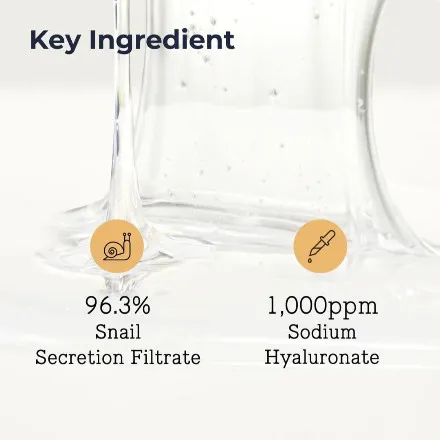 Key Ingredient
96.3%
Snail
Secretion Filtrate
1,000ppm
Sodium
Hyaluronate